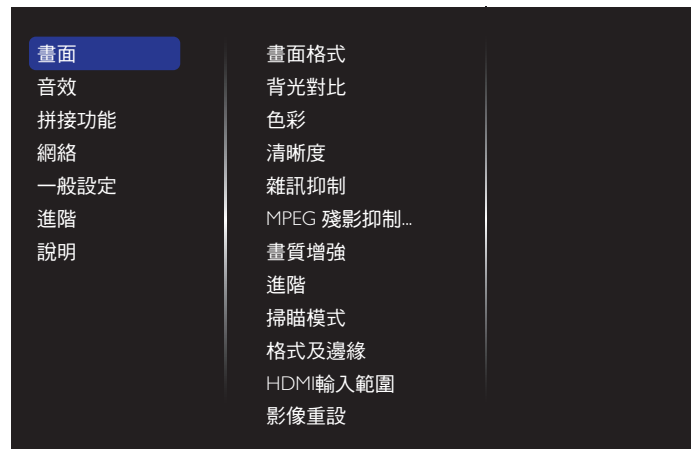 畫面
音效
拼接功能
網絡
一般設定
進階
說明
畫面格式
背光對比
色彩
清晰度
雜訊抑制
MPEG 殘影抑制...
畫質增強
進階
掃瞄模式
格式及邊緣
HDMI輸入範圍
影像重設